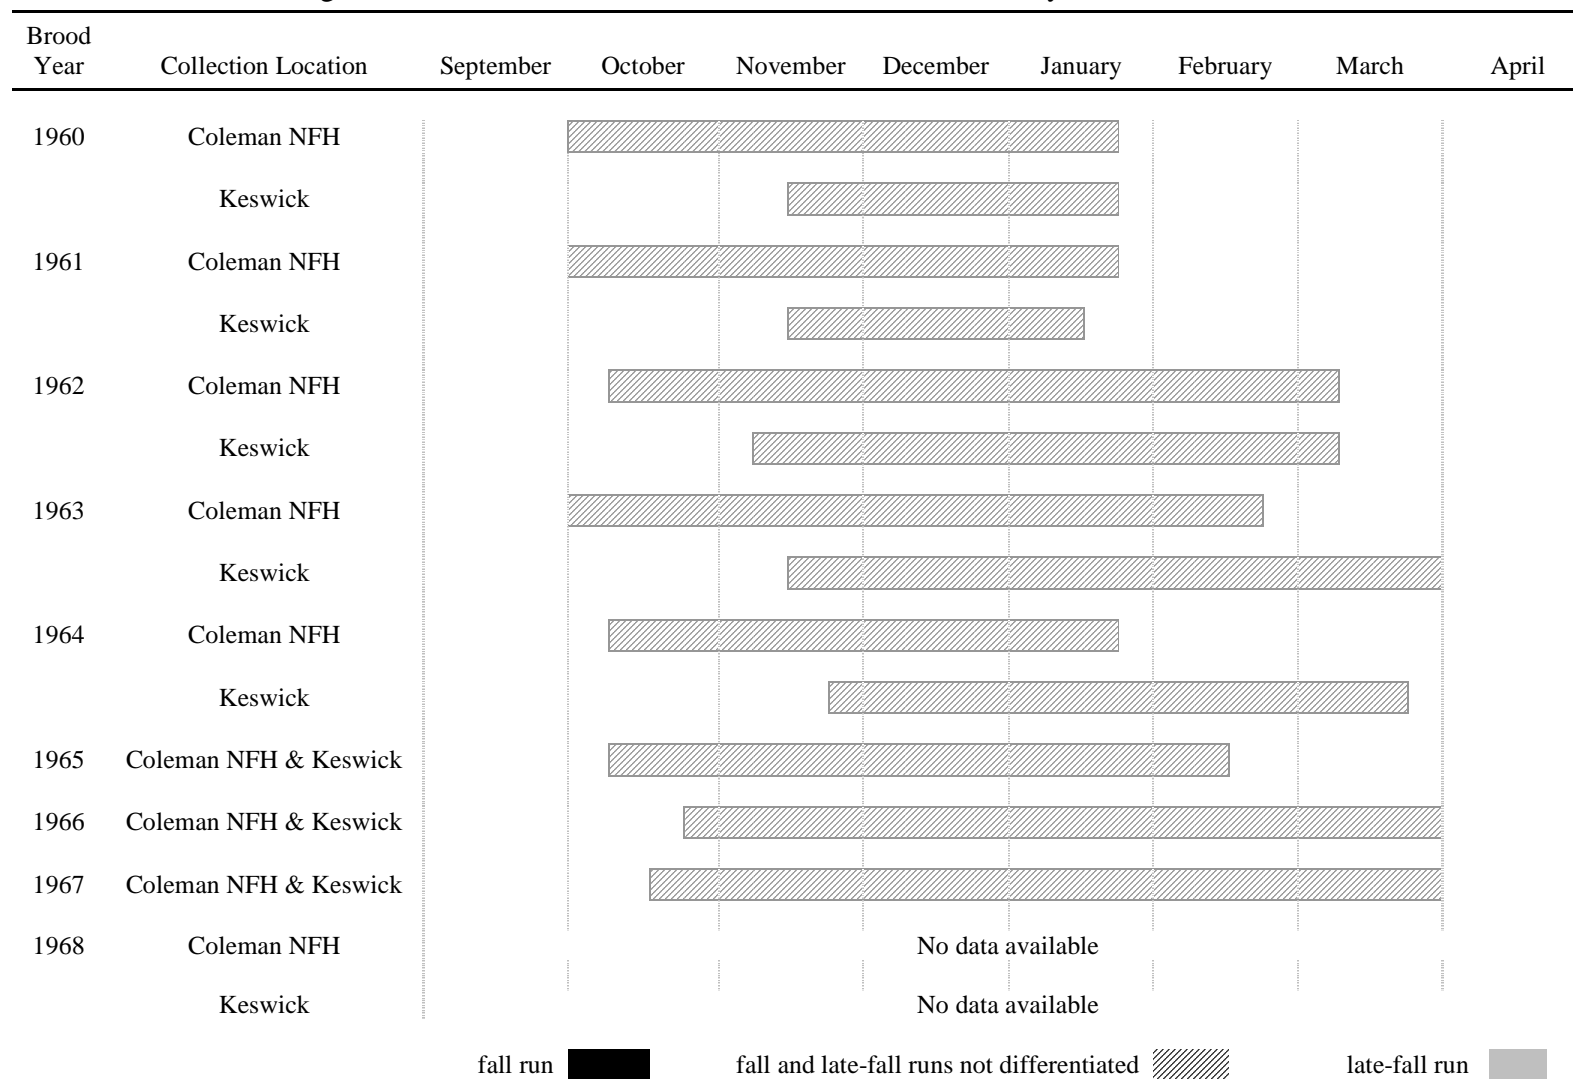 Brood
Year Collection Location September October November December January February March April
1960 Coleman NFH
Keswick
1961 Coleman NFH
Keswick
1962 Coleman NFH
Keswick
1963 Coleman NFH
Keswick
1964 Coleman NFH
Keswick
1965 Coleman NFH & Keswick
1966 Coleman NFH & Keswick
1967 Coleman NFH & Keswick
1968 Coleman NFH No data available
Keswick No data available
fall run fall and late-fall runs not differentiated late-fall run